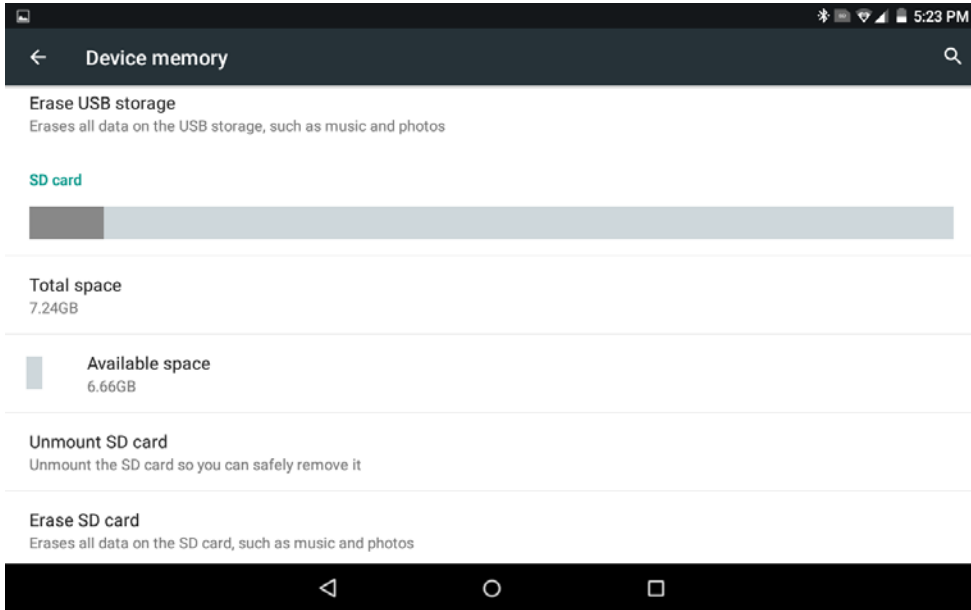 5:23 PM
Device memory
Erase USB storage
Erases all data on the USB storage, such as music and photos
SD card
Total space
7.24GB
Available space
6.66GB
Unmount SD card
Unmount the SD card so you can safely remove it
Erase SD card
Erases all data on the SD card, such as music and photos